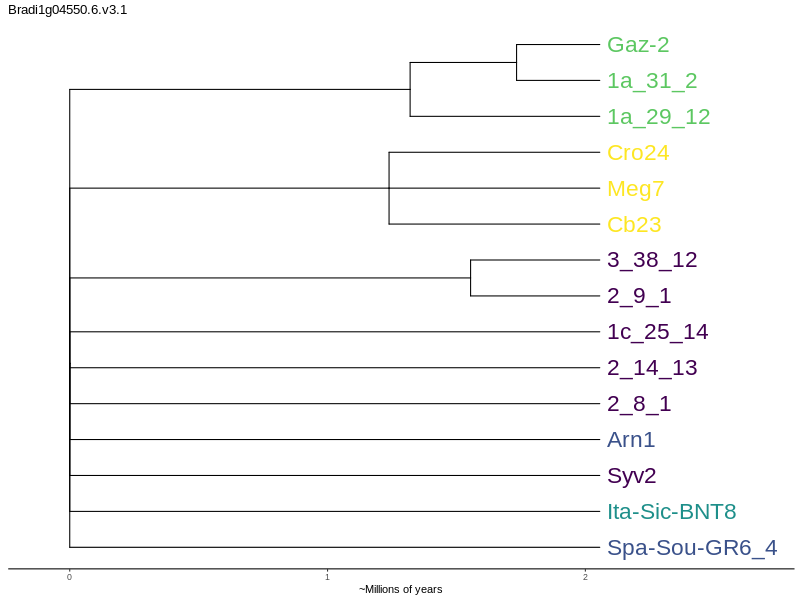 Bradi1g04550.6.v3.1
Gaz-2
1a_31_2
1a_29_12
Cro24
Meg7
Cb23
3_38_12
2_9_1
1c_25_14
2_14_13
2_8_1
Arn1
Syv2
Ita-Sic-BNT8
Spa-Sou-GR6_4
0 1 2
~Millions of years